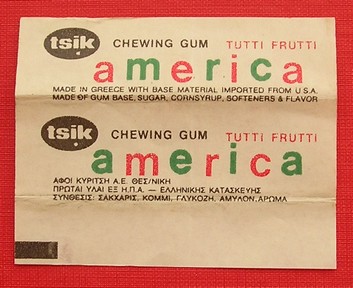 tsik CHEWING GUM TUTTI FRUTTI
america
MADE IN GREECE WITH BASE MATERIAL IMPORTED FROM U.S.A.
MADE OF GUM BASE, SUGAR, CORNSYRUP, SOFTENERS & FLAVOR
tsik CHEWING GUM TUTTI FRUTTI
america
ΑΦΟΙ ΚΥΡΙΤΣΗ Α.Ε. ΘΕΣ/ΝΙΚΗ
ΠΡΩΤΑΙ ΥΛΑΙ ΕΞ Η.Π.Α. — ΕΛΛΗΝΙΚΗΣ ΚΑΤΑΣΚΕΥΗΣ
ΣΥΝΘΕΣΙΣ: ΣΑΚΧΑΡΙΣ, ΚΟΜΜΙ, ΓΛΥΚΟΖΗ, ΑΜΥΛΟΝ, ΑΡΩΜΑ